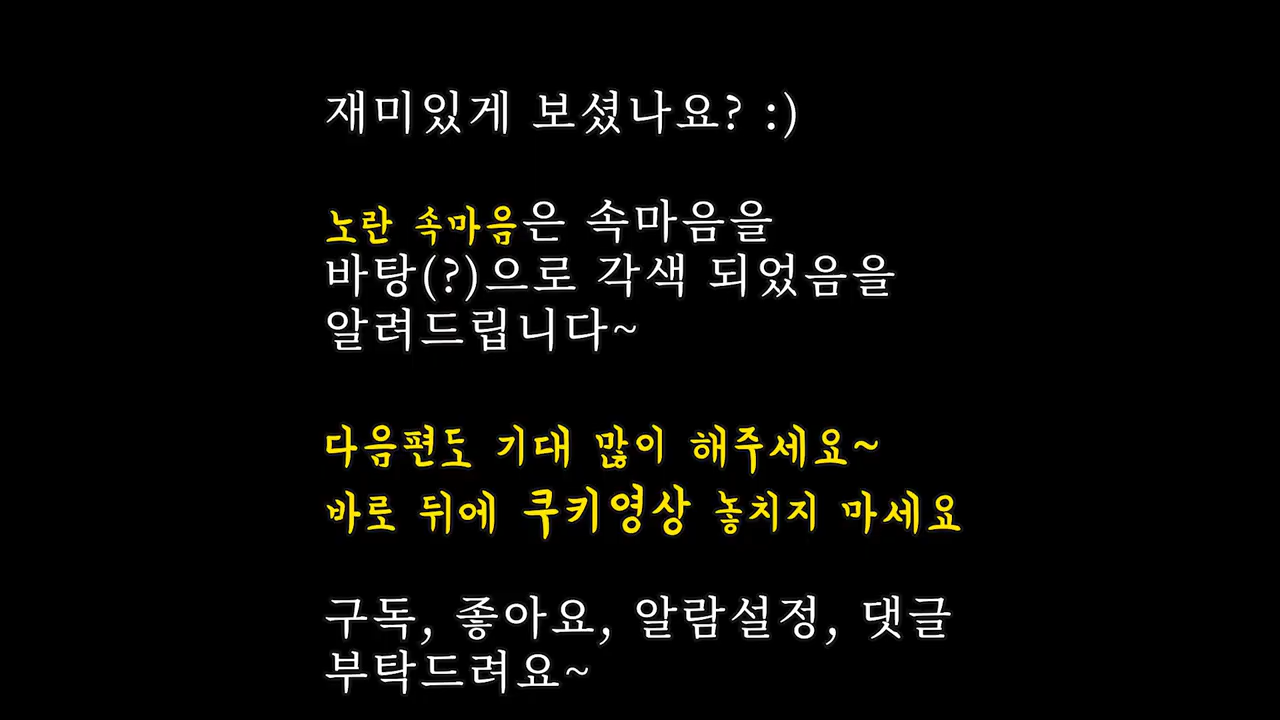 재미있게 보셨나요? :)
노란 속마음은 속마음을
바탕(?)으로 각색 되었음을
알려드립니다~
다음편도 기대 많이 해주세요~
바로 뒤에 쿠키영상 놓치지 마세요
구독, 좋아요, 알람설정, 댓글
부탁드려요~